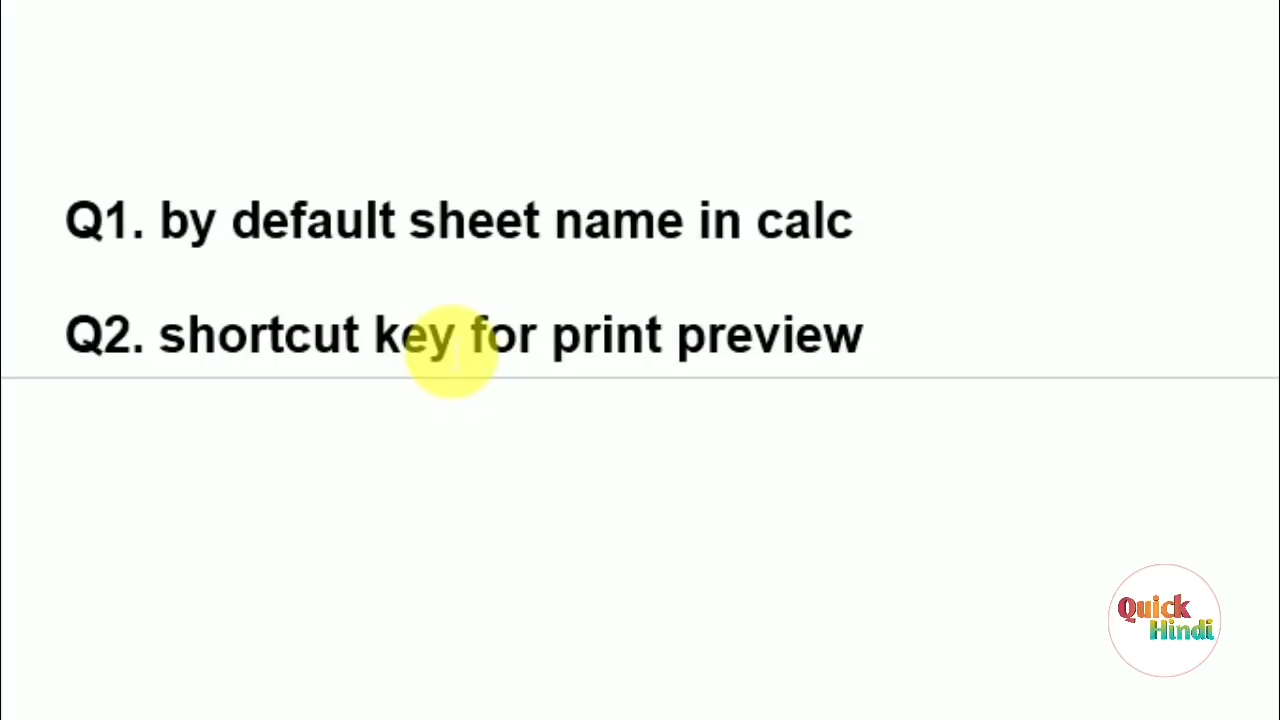 Q1. by default sheet name in calc
Q2. shortcut key for print preview
Quick
Hindi